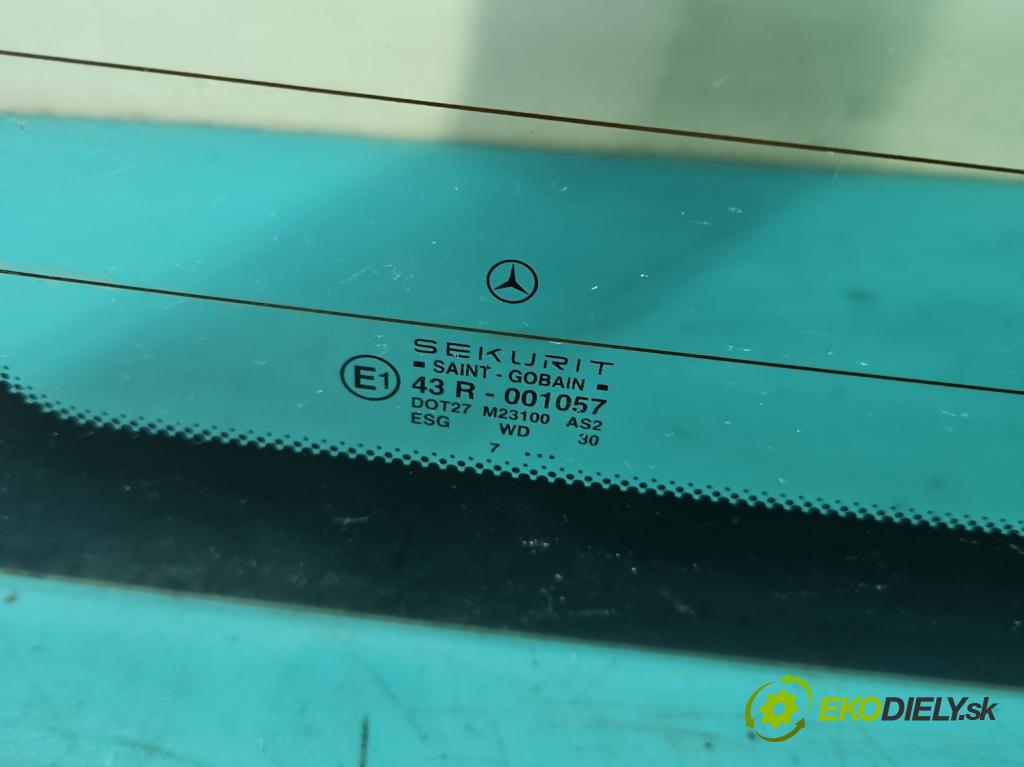 SEKURIT
SAINT - GOBAIN
E1
43 R - 001057
DOT27 M23100 AS2
ESG WD 30
7 ...
EKODIELY.sk